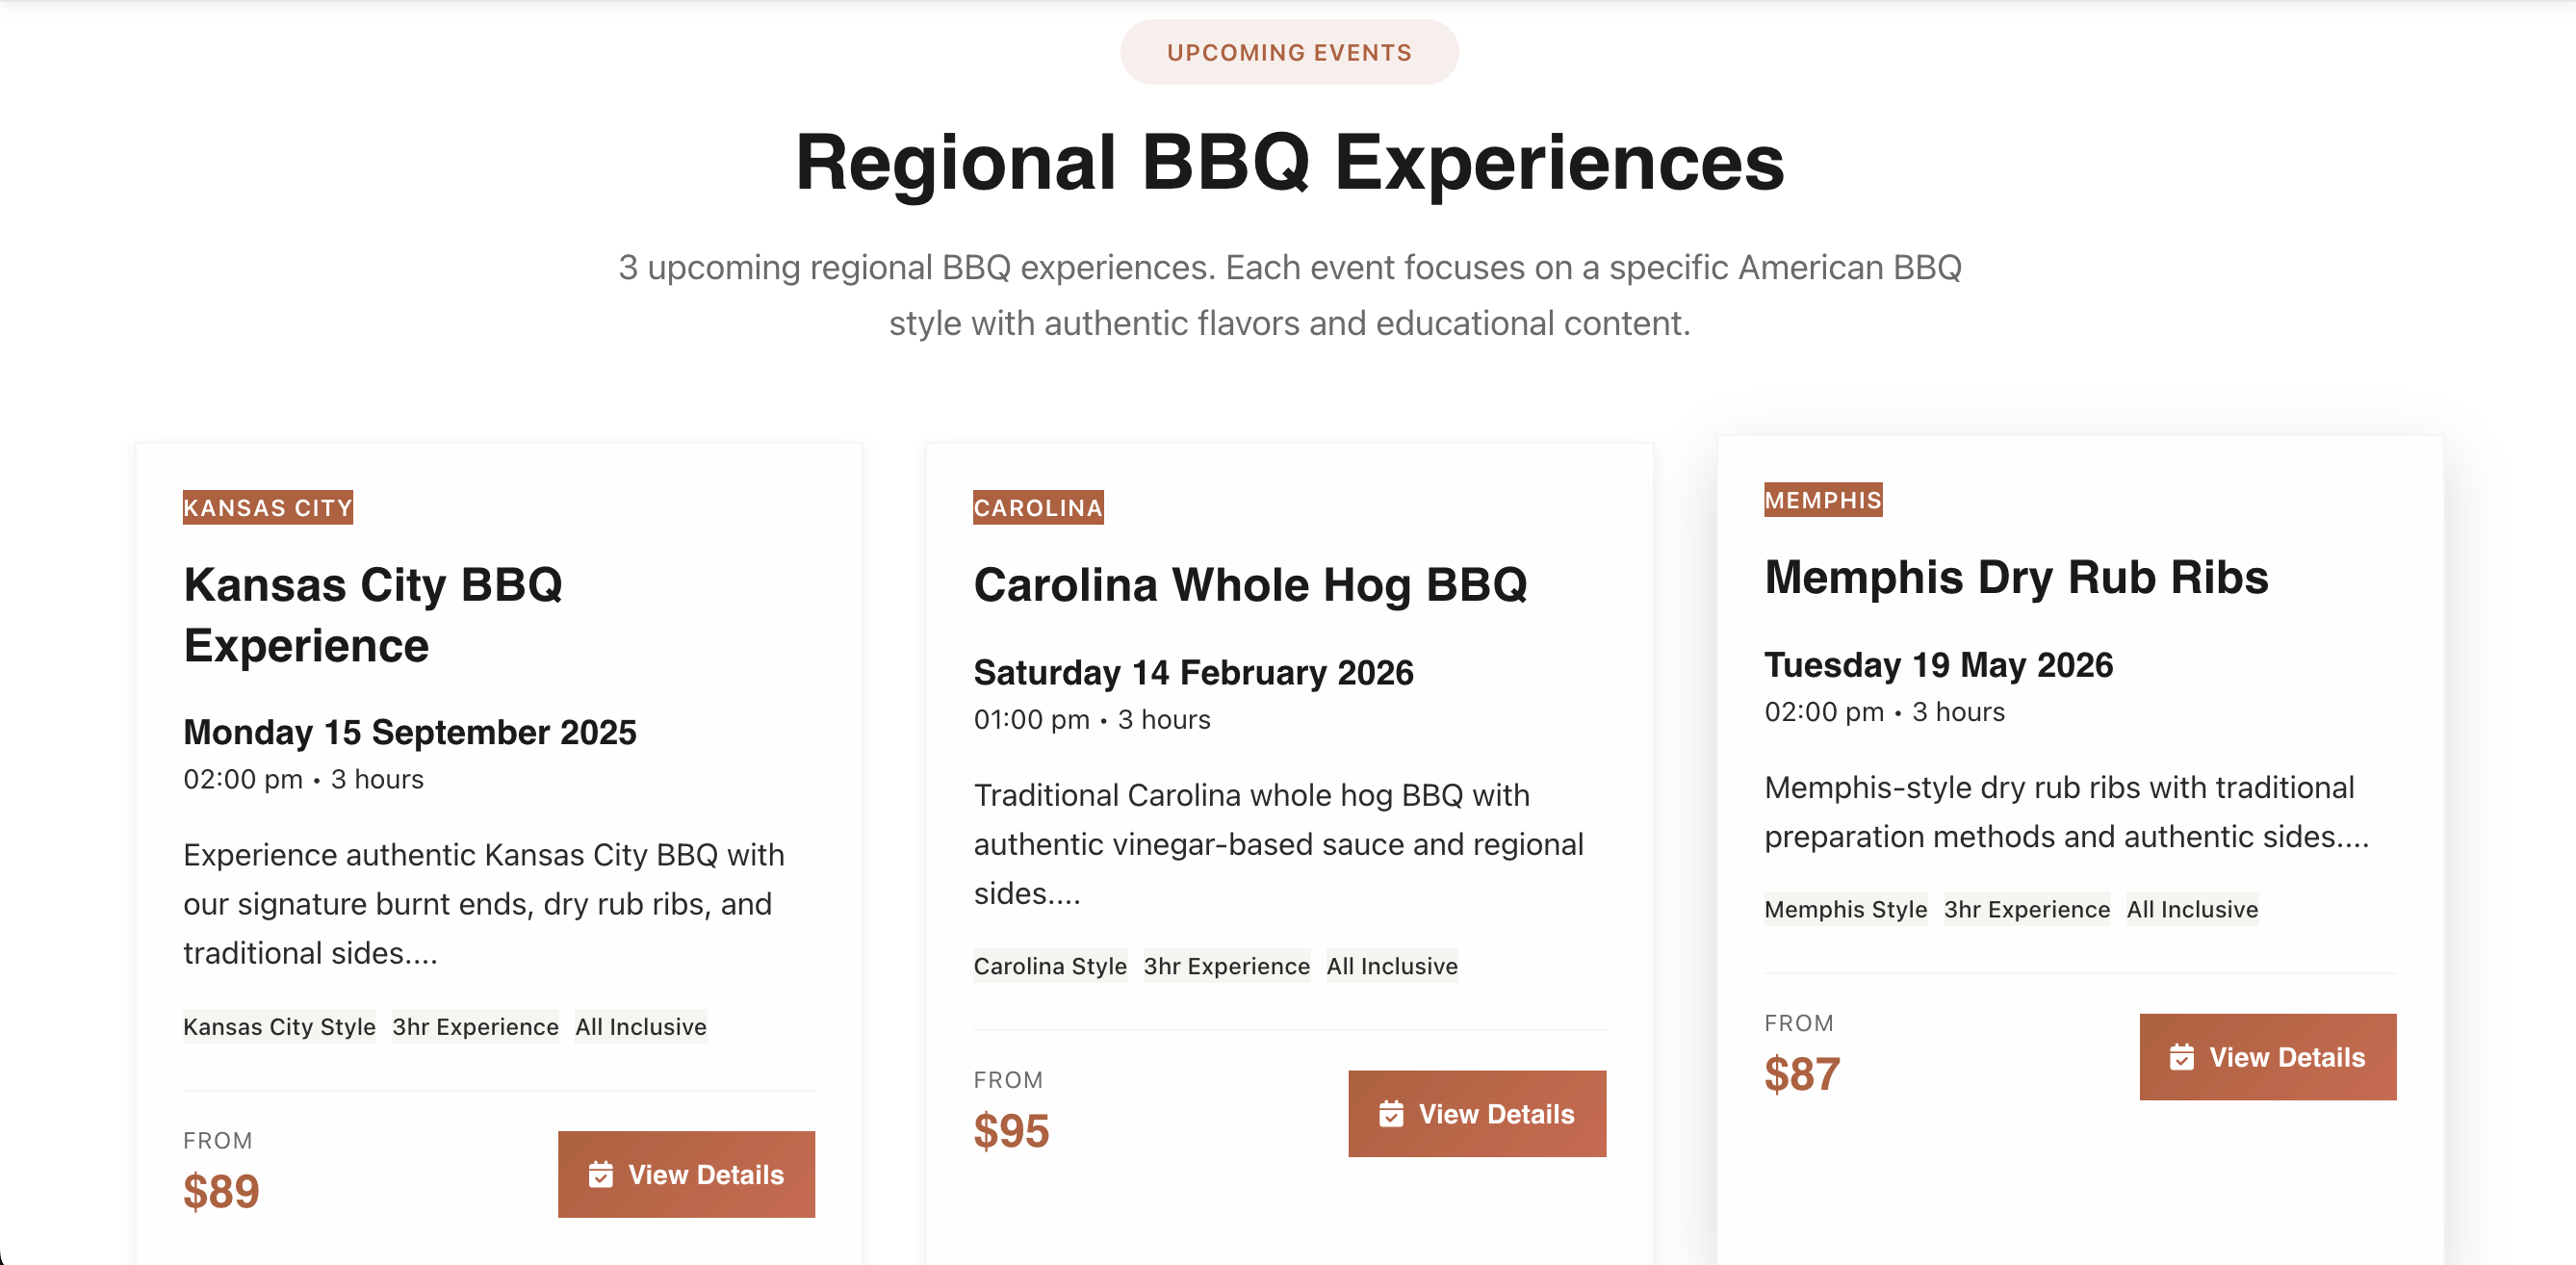 UPCOMING EVENTS
Regional BBQ Experiences
3 upcoming regional BBQ experiences. Each event focuses on a specific American BBQ
style with authentic flavors and educational content.
KANSAS CITY
Kansas City BBQ
Experience
Monday 15 September 2025
02:00 pm • 3 hours
Experience authentic Kansas City BBQ with
our signature burnt ends, dry rub ribs, and
traditional sides....
Kansas City Style 3hr Experience All Inclusive
FROM
$89
View Details
CAROLINA
Carolina Whole Hog BBQ
Saturday 14 February 2026
01:00 pm • 3 hours
Traditional Carolina whole hog BBQ with
authentic vinegar-based sauce and regional
sides....
Carolina Style 3hr Experience All Inclusive
FROM
$95
View Details
MEMPHIS
Memphis Dry Rub Ribs
Tuesday 19 May 2026
02:00 pm • 3 hours
Memphis-style dry rub ribs with traditional
preparation methods and authentic sides....
Memphis Style 3hr Experience All Inclusive
FROM
$87
View Details